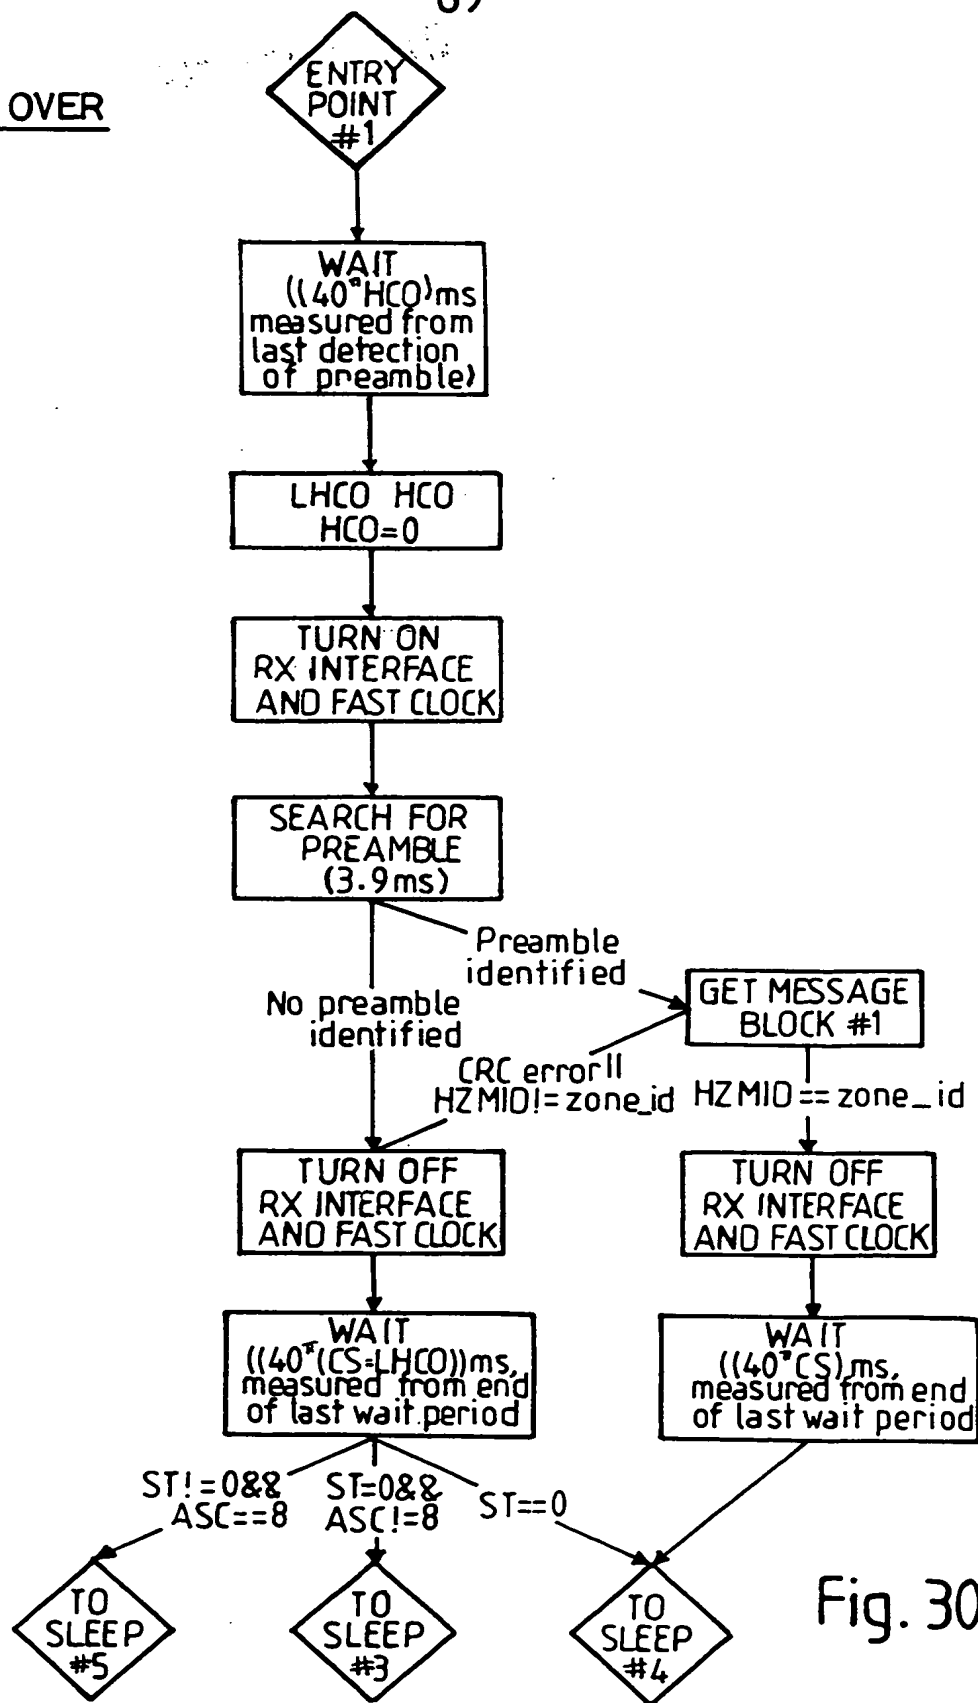 OVER
ENTRY
POINT
#1
WAIT
((40*HCO)ms
measured from
last detection
of preamble)
LHCO HCO
HCO=0
TURN ON
RX INTERFACE
AND FAST CLOCK
SEARCH FOR
PREAMBLE
(3.9ms)
Preamble
identified
No preamble
identified
GET MESSAGE
BLOCK #1
CRC error||
HZMID!=zone_id
HZMID==zone_id
TURN OFF
RX INTERFACE
AND FAST CLOCK
TURN OFF
RX INTERFACE
AND FAST CLOCK
WAIT
((40*(CS=LHCO))ms,
measured from end
of last wait period
WAIT
((40*CS)ms,
measured from end
of last wait period
ST!=0&&
ASC==8
ST=0&&
ASC!=8
ST==0
TO
SLEEP
#5
TO
SLEEP
#3
TO
SLEEP
#4
Fig. 30